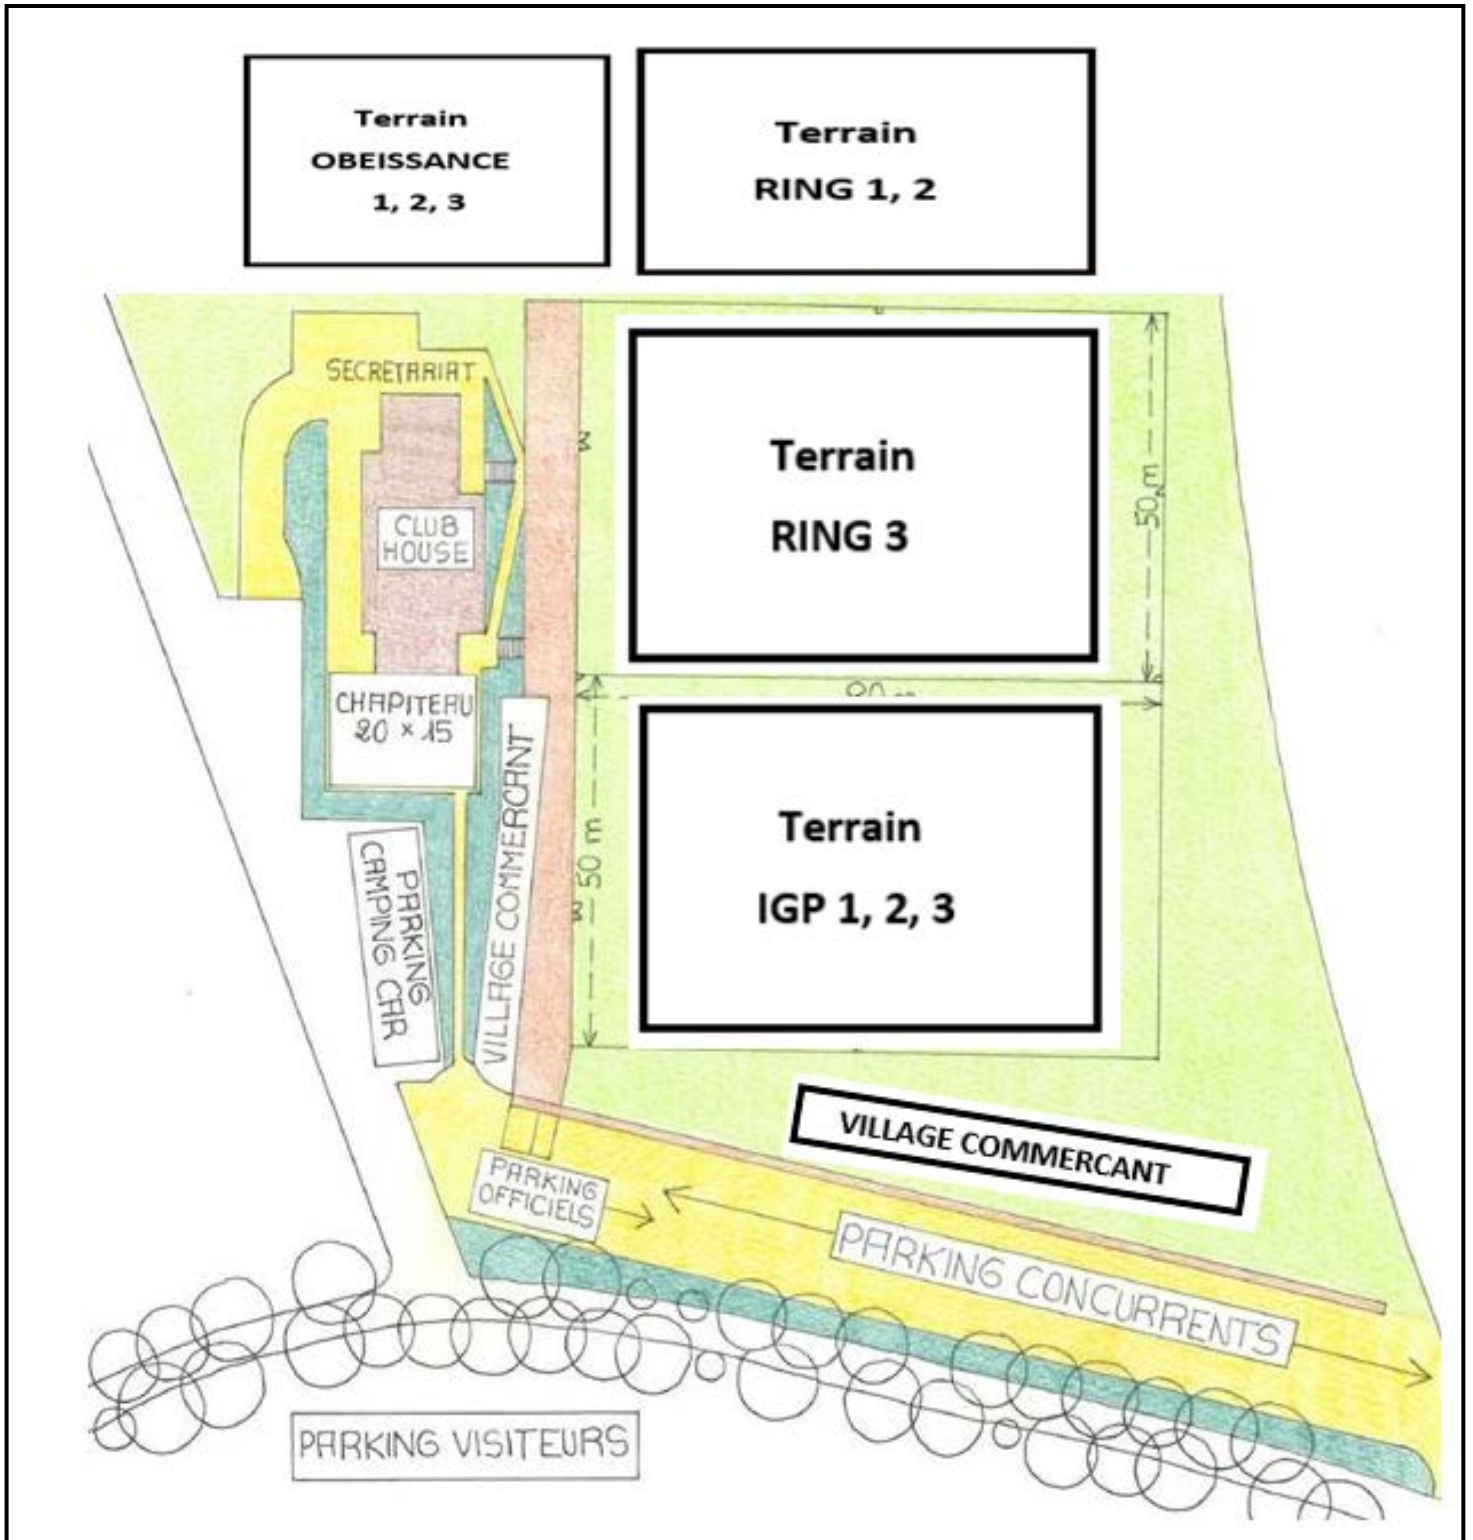 Terrain
OBEISSANCE
1, 2, 3
Terrain
RING 1, 2
SECRETARIAT
Terrain
RING 3
50 m
CLUB
HOUSE
CHAPITEAU
20 × 15
VILLAGE COMMERCANT
50 m
Terrain
IGP 1, 2, 3
PARKING
CAMPING CAR
VILLAGE COMMERCANT
PARKING
OFFICIELS
PARKING CONCURRENTS
PARKING VISITEURS